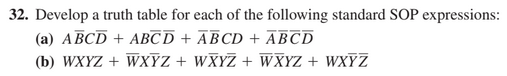 32. Develop a truth table for each of the following standard SOP expressions:
(a) AB̅CD̅ + ABC̅D̅ + A̅B̅CD + A̅B̅C̅D̅
(b) WXYZ + W̅XY̅Z + WX̅YZ̅ + W̅X̅YZ + WXY̅Z̅